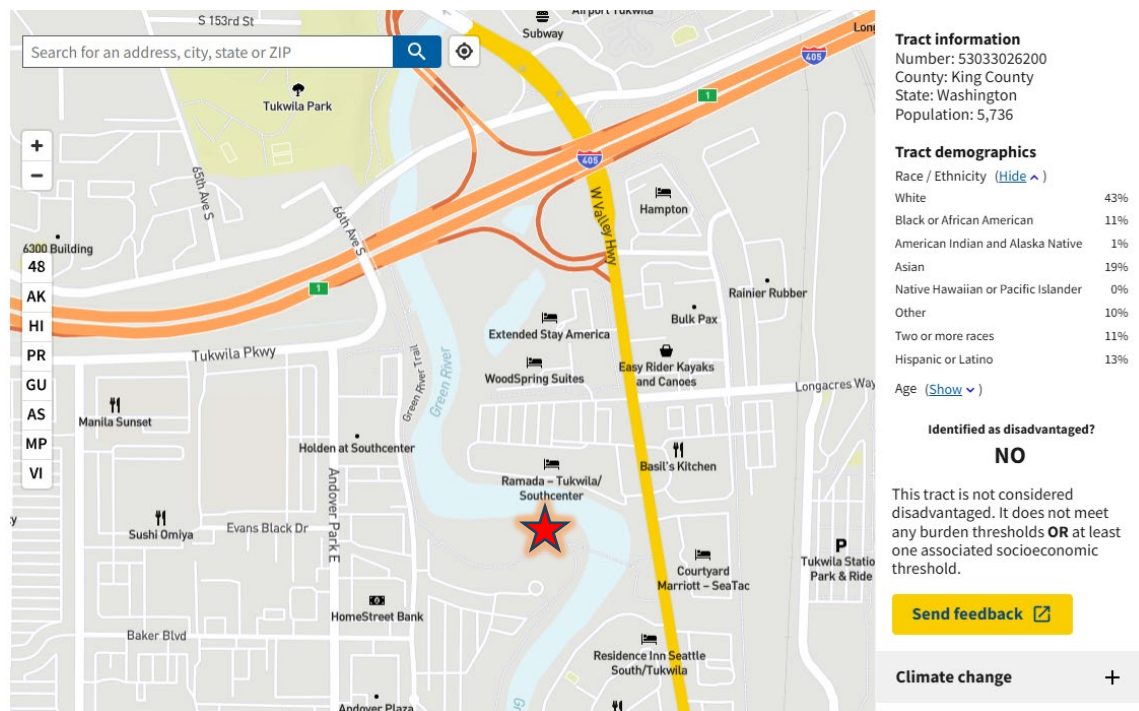 S 153rd St
Airport Tukwila
Subway
Search for an address, city, state or ZIP
405
1
Tukwila Park
405
+
−
65th Ave S
66th Ave S
W Valley Hwy
Hampton
6300 Building
48
AK
HI
PR
GU
AS
MP
VI
1
Rainier Rubber
Bulk Pax
Extended Stay America
Tukwila Pkwy
Green River Trail
Green River
WoodSpring Suites
Easy Rider Kayaks
and Canoes
Longacres Way
Manila Sunset
Holden at Southcenter
Basil's Kitchen
Ramada – Tukwila/
Southcenter
Andover Park E
Sushi Omiya
Evans Black Dr
P
Tukwila Statio
Park & Ride
Courtyard
Marriott – SeaTac
HomeStreet Bank
Baker Blvd
Residence Inn Seattle
South/Tukwila
Andover Plaza
Tract information
Number: 53033026200
County: King County
State: Washington
Population: 5,736
Tract demographics
Race / Ethnicity (Hide)
White 43%
Black or African American 11%
American Indian and Alaska Native 1%
Asian 19%
Native Hawaiian or Pacific Islander 0%
Other 10%
Two or more races 11%
Hispanic or Latino 13%
Age (Show)
Identified as disadvantaged?
NO
This tract is not considered
disadvantaged. It does not meet
any burden thresholds OR at least
one associated socioeconomic
threshold.
Send feedback
Climate change +